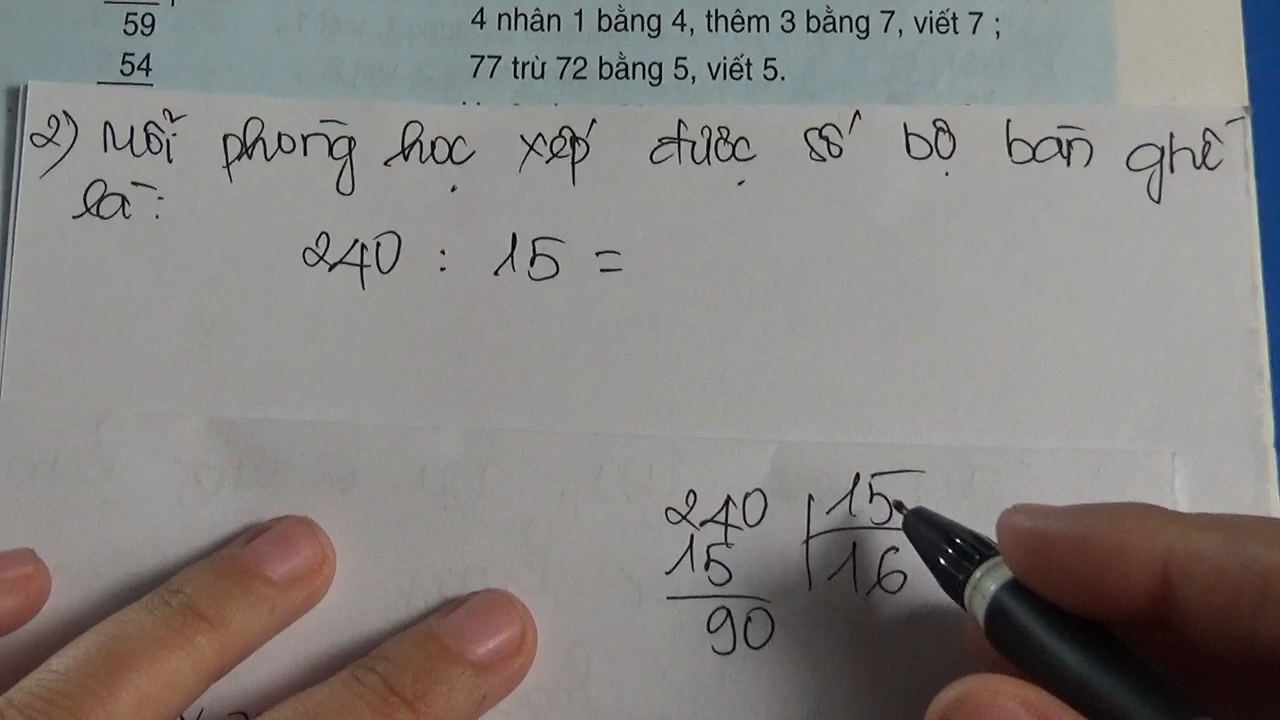 59
54
4 nhân 1 bằng 4, thêm 3 bằng 7, viết 7 ;
77 trừ 72 bằng 5, viết 5.
2) Mỗi phòng học xếp được số bộ bàn ghế
là:
240 : 15 =
240 15
15 16
90